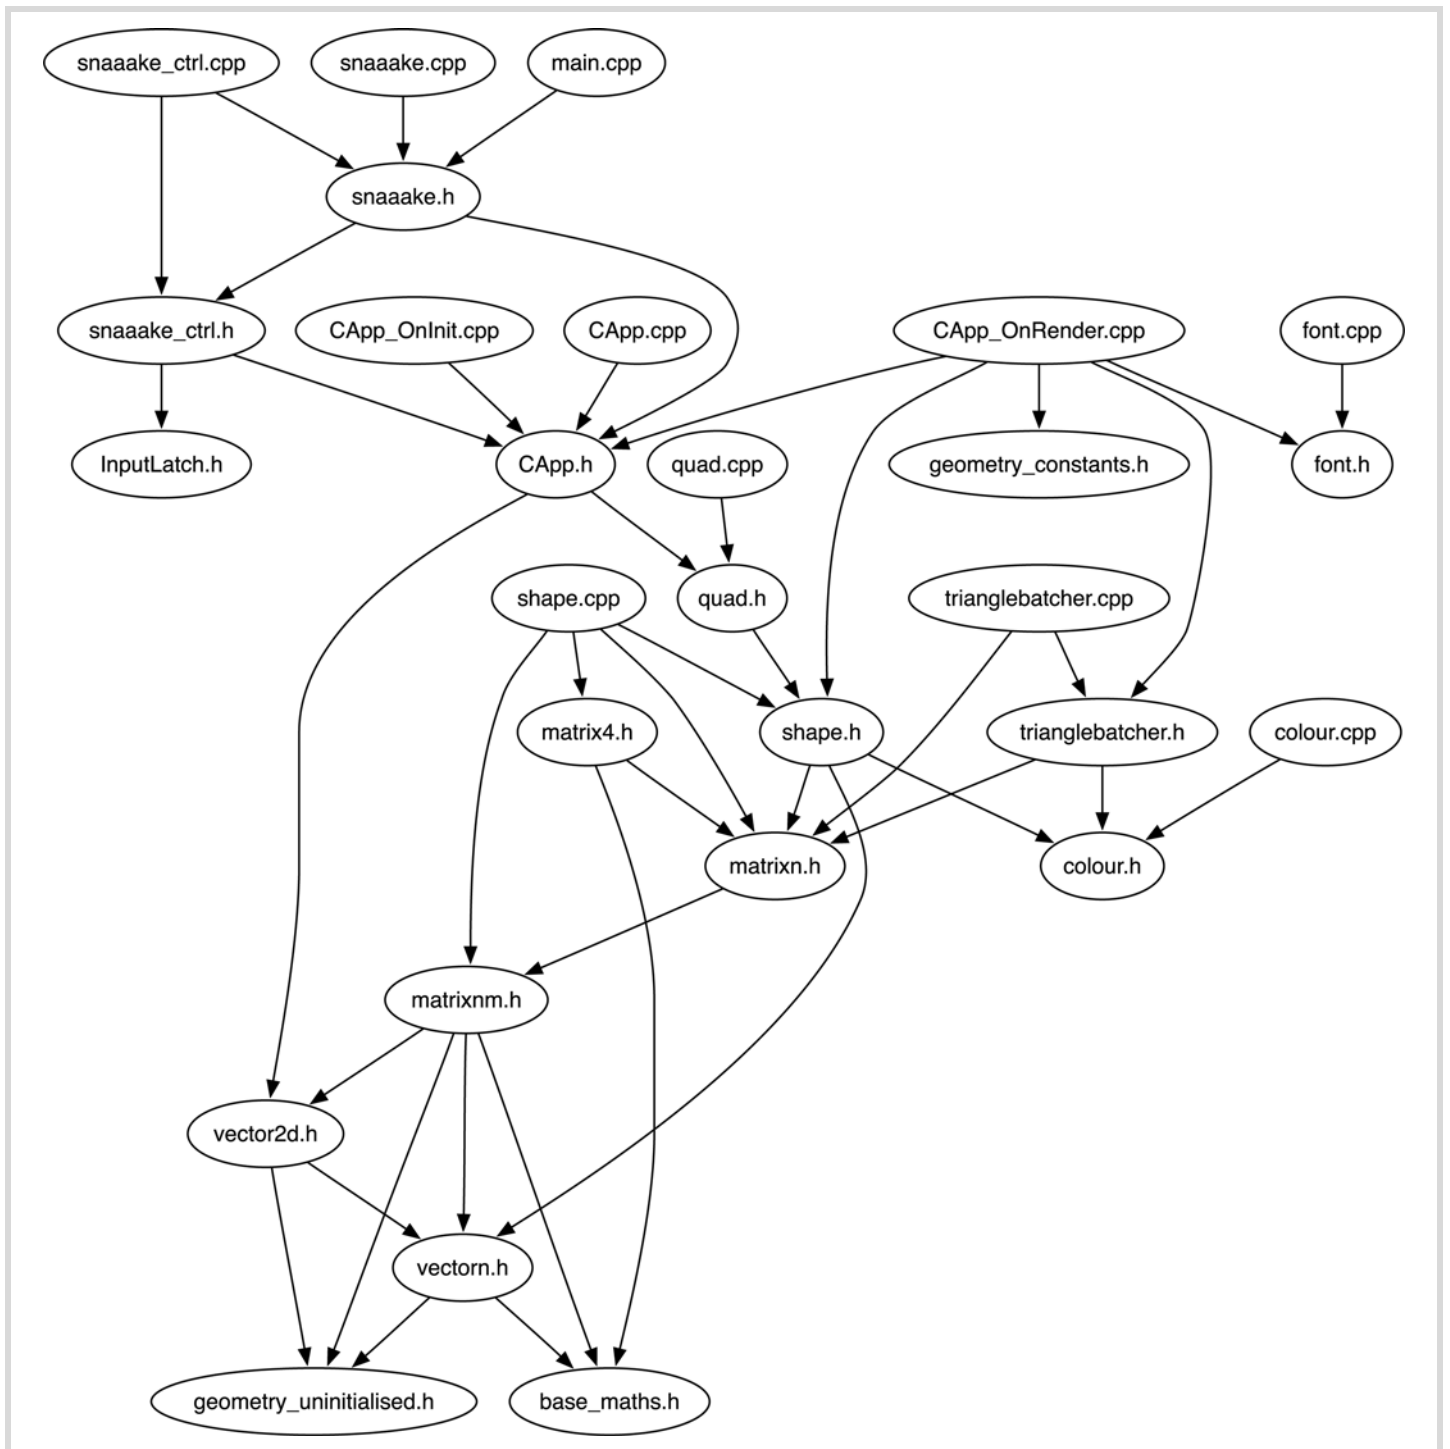 snaaake_ctrl.cpp
snaaake.cpp
main.cpp
snaaake.h
snaaake_ctrl.h
CApp_OnInit.cpp
CApp.cpp
CApp_OnRender.cpp
font.cpp
InputLatch.h
CApp.h
quad.cpp
geometry_constants.h
font.h
shape.cpp
quad.h
trianglebatcher.cpp
matrix4.h
shape.h
trianglebatcher.h
colour.cpp
matrixn.h
colour.h
matrixnm.h
vector2d.h
vectorn.h
geometry_uninitialised.h
base_maths.h